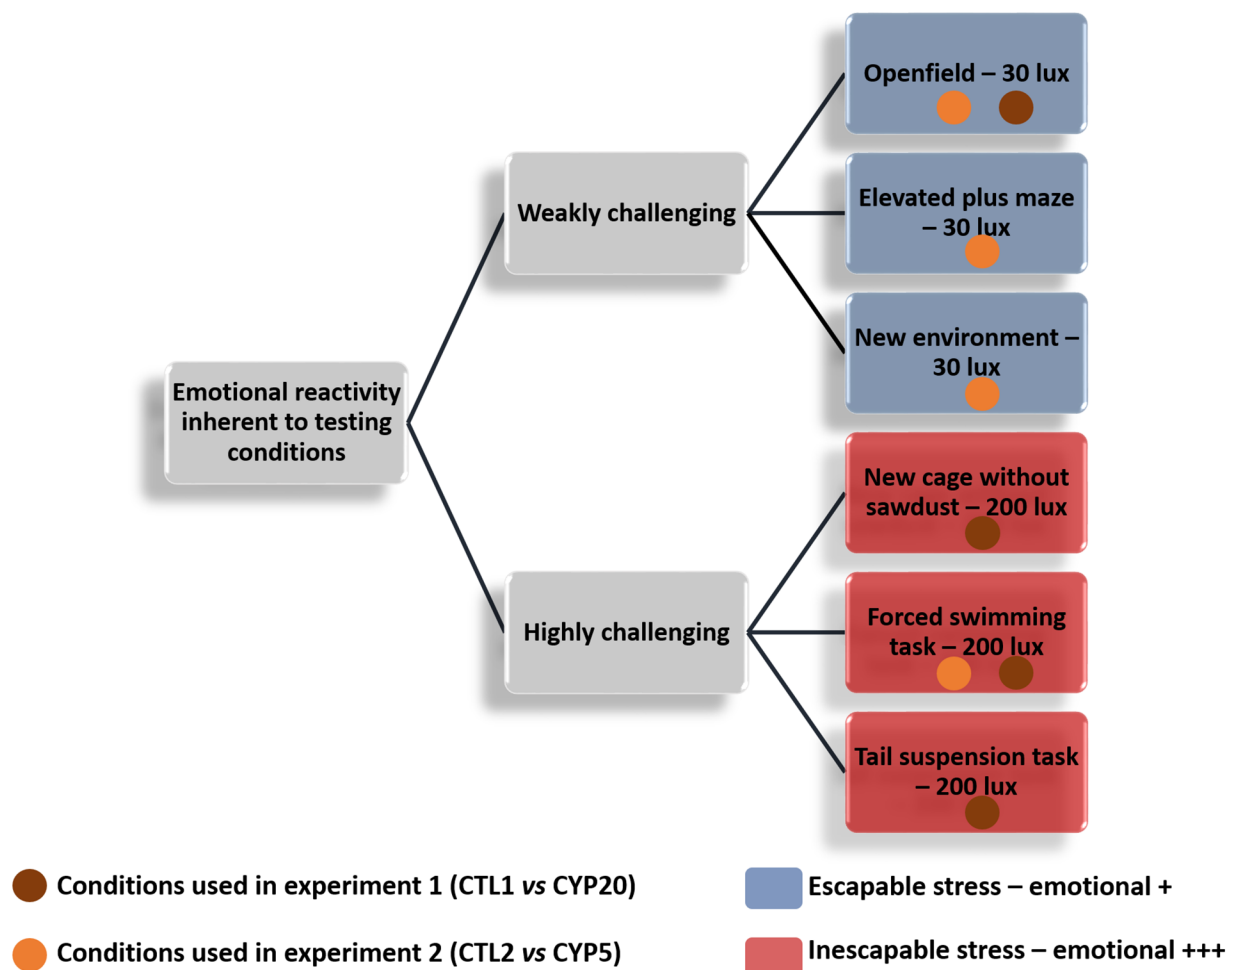 Openfield – 30 lux
Elevated plus maze
– 30 lux
Weakly challenging
New environment –
30 lux
Emotional reactivity
inherent to testing
conditions
New cage without
sawdust – 200 lux
Highly challenging
Forced swimming
task – 200 lux
Tail suspension task
– 200 lux
Conditions used in experiment 1 (CTL1 vs CYP20)
Escapable stress – emotional +
Conditions used in experiment 2 (CTL2 vs CYP5)
Inescapable stress – emotional +++